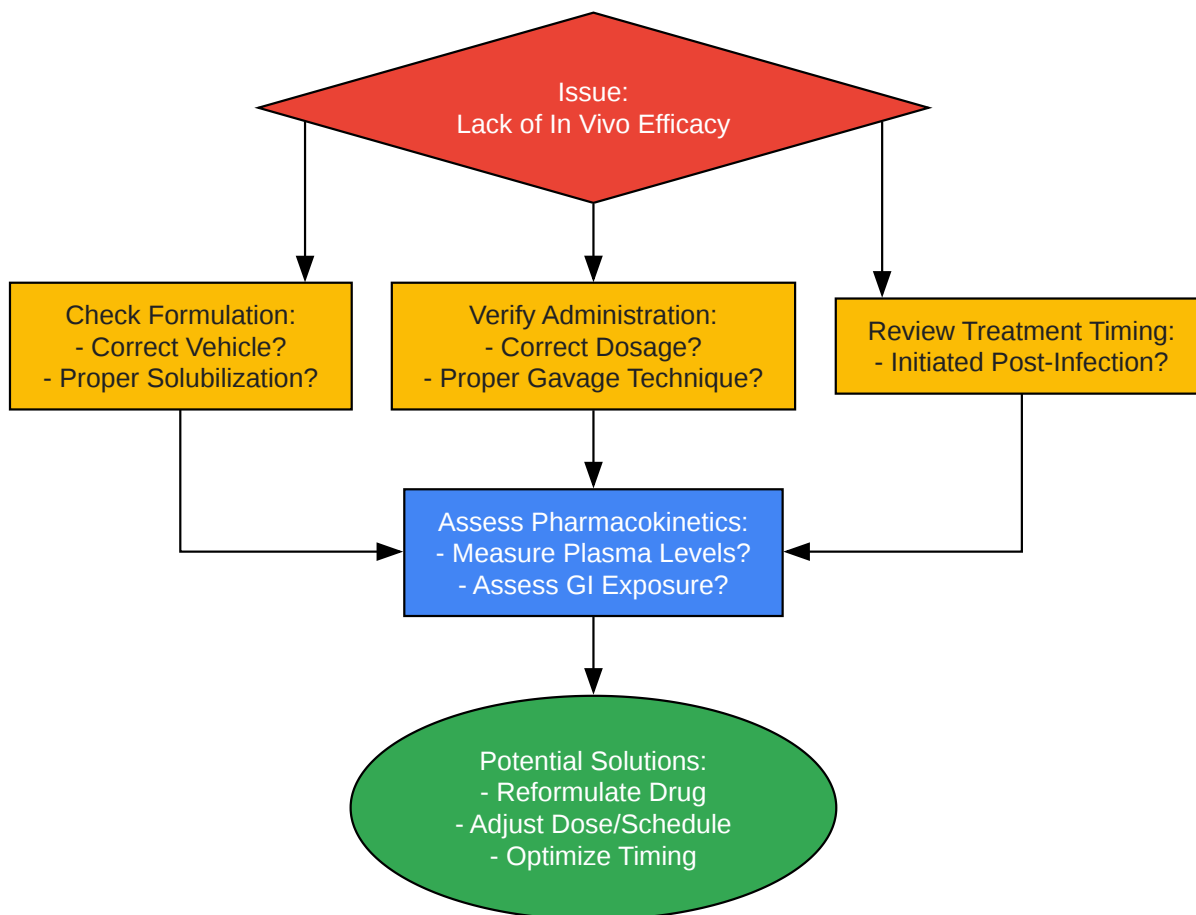 Issue:
Lack of In Vivo Efficacy
Check Formulation:
- Correct Vehicle?
- Proper Solubilization?
Verify Administration:
- Correct Dosage?
- Proper Gavage Technique?
Review Treatment Timing:
- Initiated Post-Infection?
Assess Pharmacokinetics:
- Measure Plasma Levels?
- Assess GI Exposure?
Potential Solutions:
- Reformulate Drug
- Adjust Dose/Schedule
- Optimize Timing